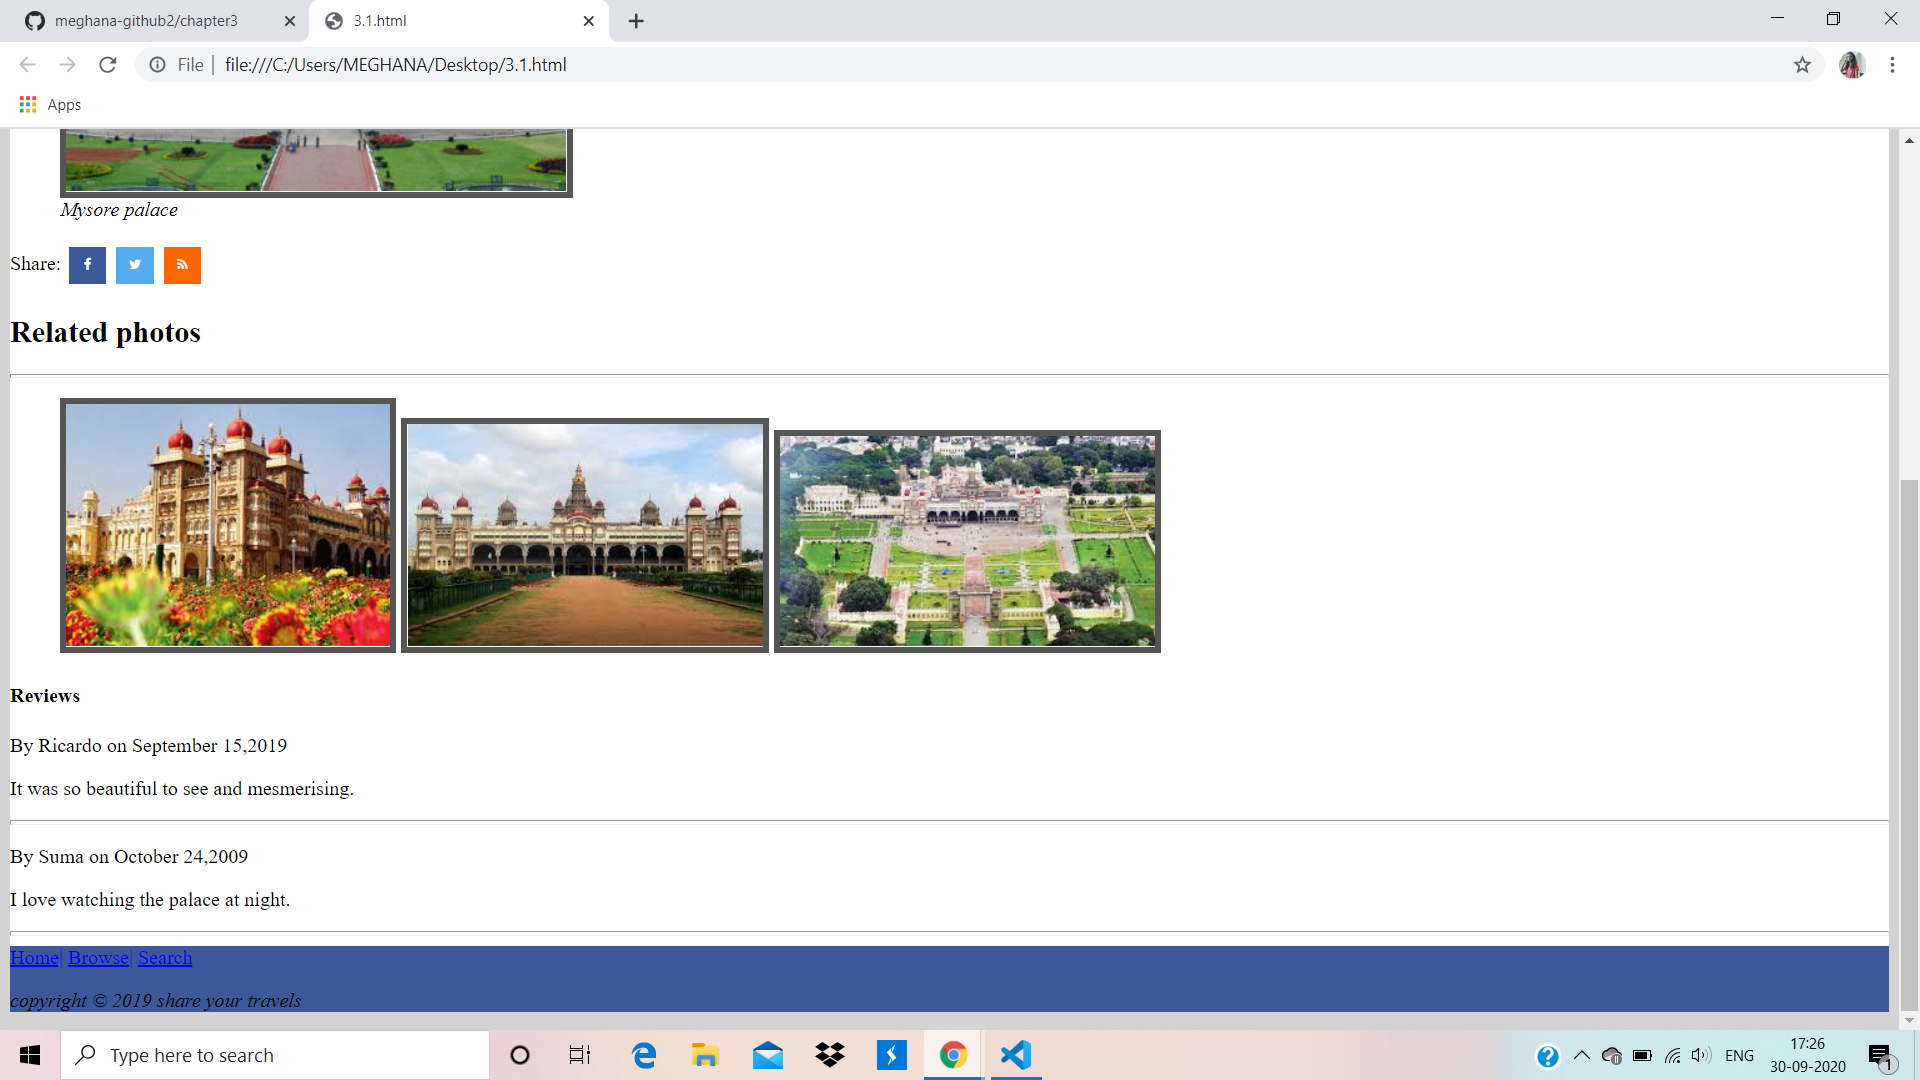 meghana-github2/chapter3
3.1.html
File | file:///C:/Users/MEGHANA/Desktop/3.1.html
Apps
Mysore palace
Share:
Related photos
Reviews
By Ricardo on September 15,2019
It was so beautiful to see and mesmerising.
By Suma on October 24,2009
I love watching the palace at night.
Home| Browse| Search
copyright © 2019 share your travels
Type here to search
ENG
17:26
30-09-2020
1